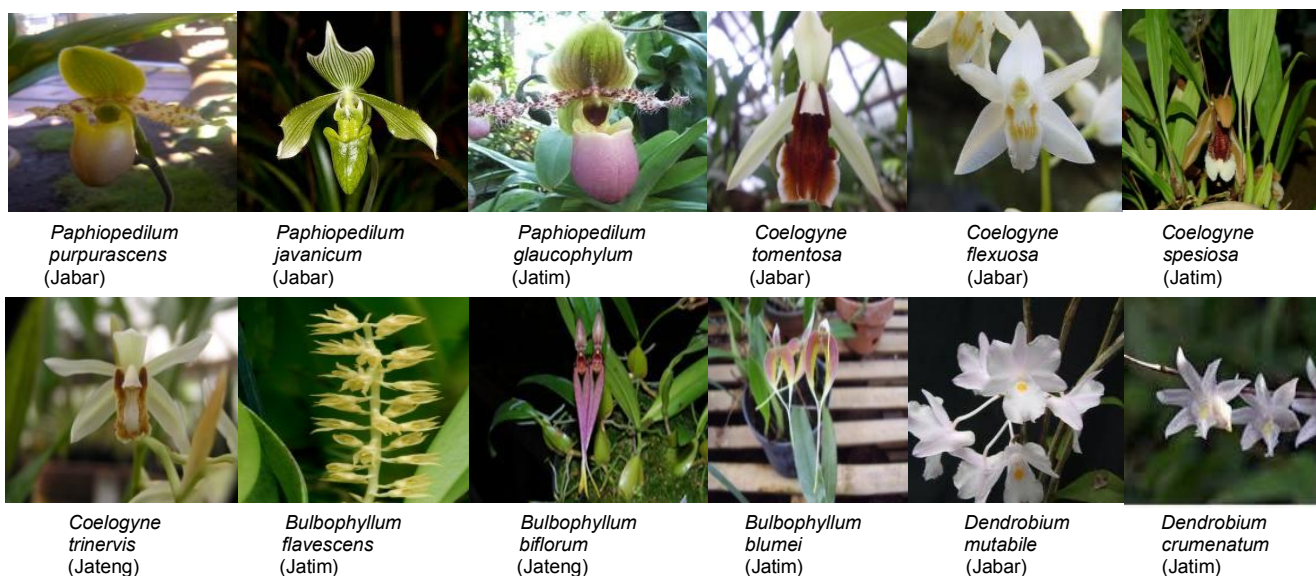 Paphiopedilum
purpurascens
(Jabar)
Paphiopedilum
javanicum
(Jabar)
Paphiopedilum
glaucophylum
(Jatim)
Coelogyne
tomentosa
(Jabar)
Coelogyne
flexuosa
(Jabar)
Coelogyne
spesiosa
(Jatim)
Coelogyne
trinervis
(Jateng)
Bulbophyllum
flavescens
(Jatim)
Bulbophyllum
biflorum
(Jateng)
Bulbophyllum
blumei
(Jatim)
Dendrobium
mutabile
(Jabar)
Dendrobium
crumenatum
(Jatim)